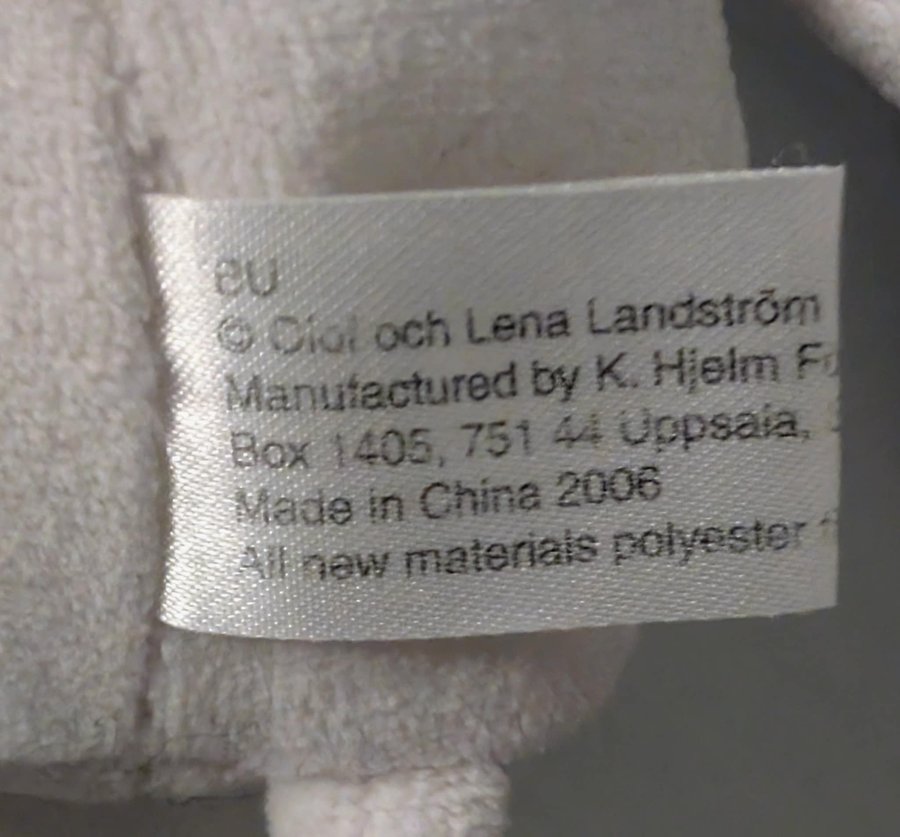 © Olof och Lena Landström
Manufactured by K. Hjelm
Box 1405, 751 44 Uppsala,
Made in China 2006
All new materials polyester